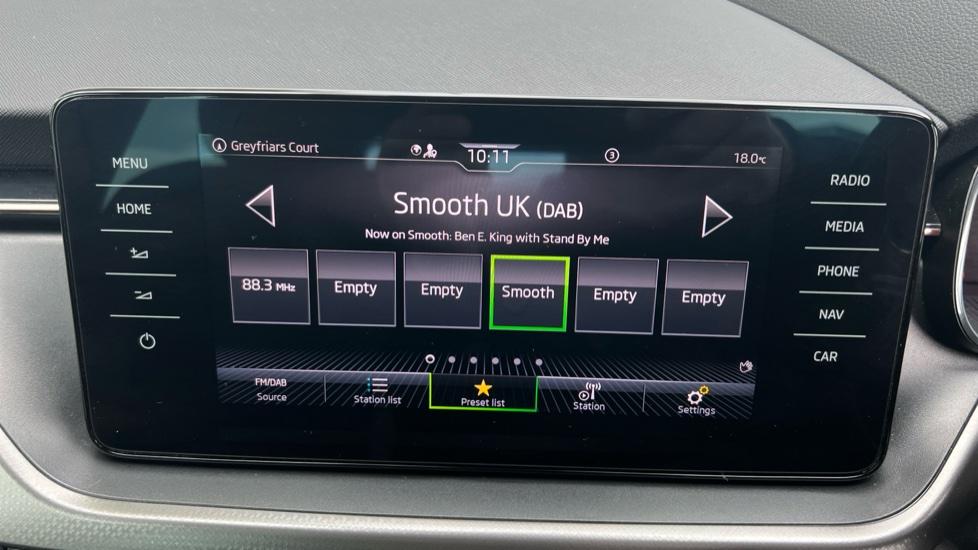 MENU
HOME
Greyfriars Court
10:11
3
18.0°C
Smooth UK (DAB)
Now on Smooth: Ben E. King with Stand By Me
88.3 MHz
Empty
Empty
Smooth
Empty
Empty
FM/DAB
Source
Station list
Preset list
Station
Settings
RADIO
MEDIA
PHONE
NAV
CAR